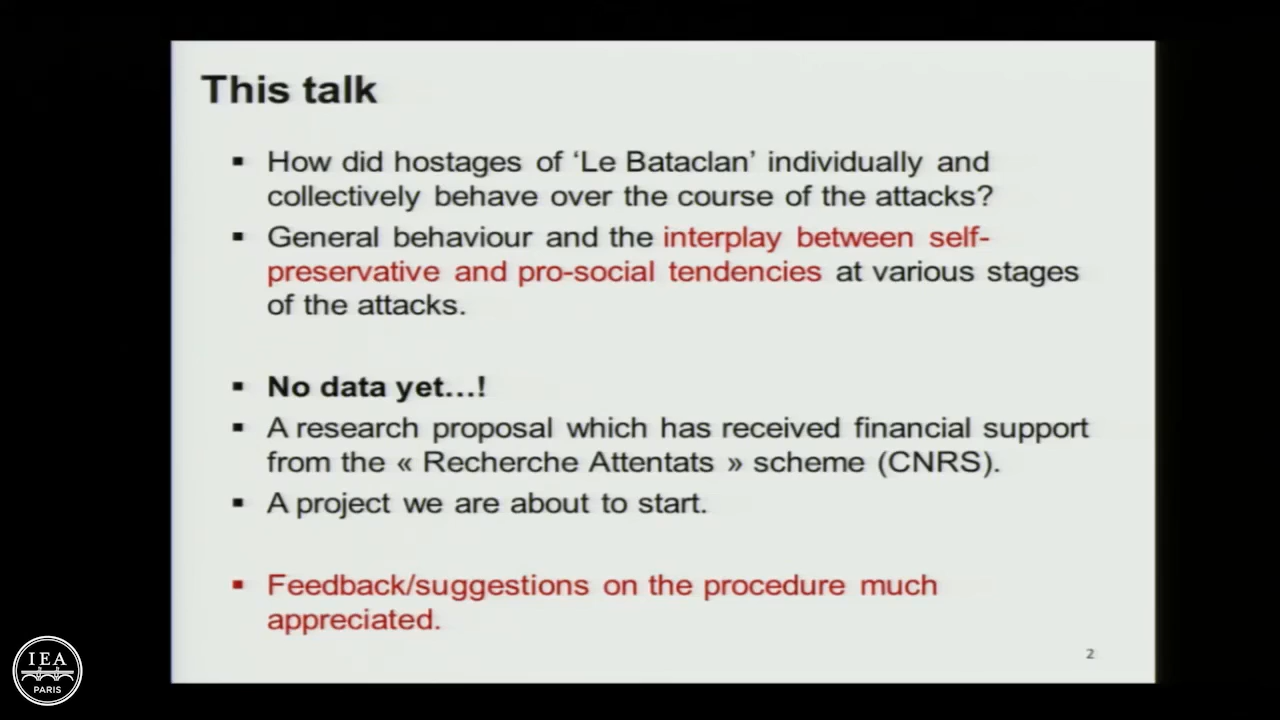 This talk
▪ How did hostages of ‘Le Bataclan’ individually and
collectively behave over the course of the attacks?
▪ General behaviour and the interplay between self-
preservative and pro-social tendencies at various stages
of the attacks.
▪ No data yet…!
▪ A research proposal which has received financial support
from the « Recherche Attentats » scheme (CNRS).
▪ A project we are about to start.
▪ Feedback/suggestions on the procedure much
appreciated.
2
IEA
PARIS